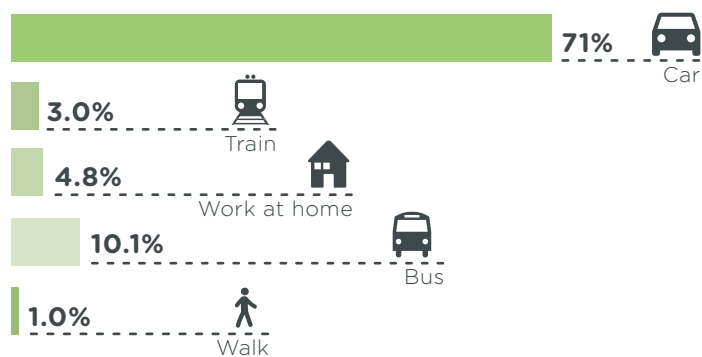 71%
Car
3.0%
Train
4.8%
Work at home
10.1%
Bus
1.0%
Walk